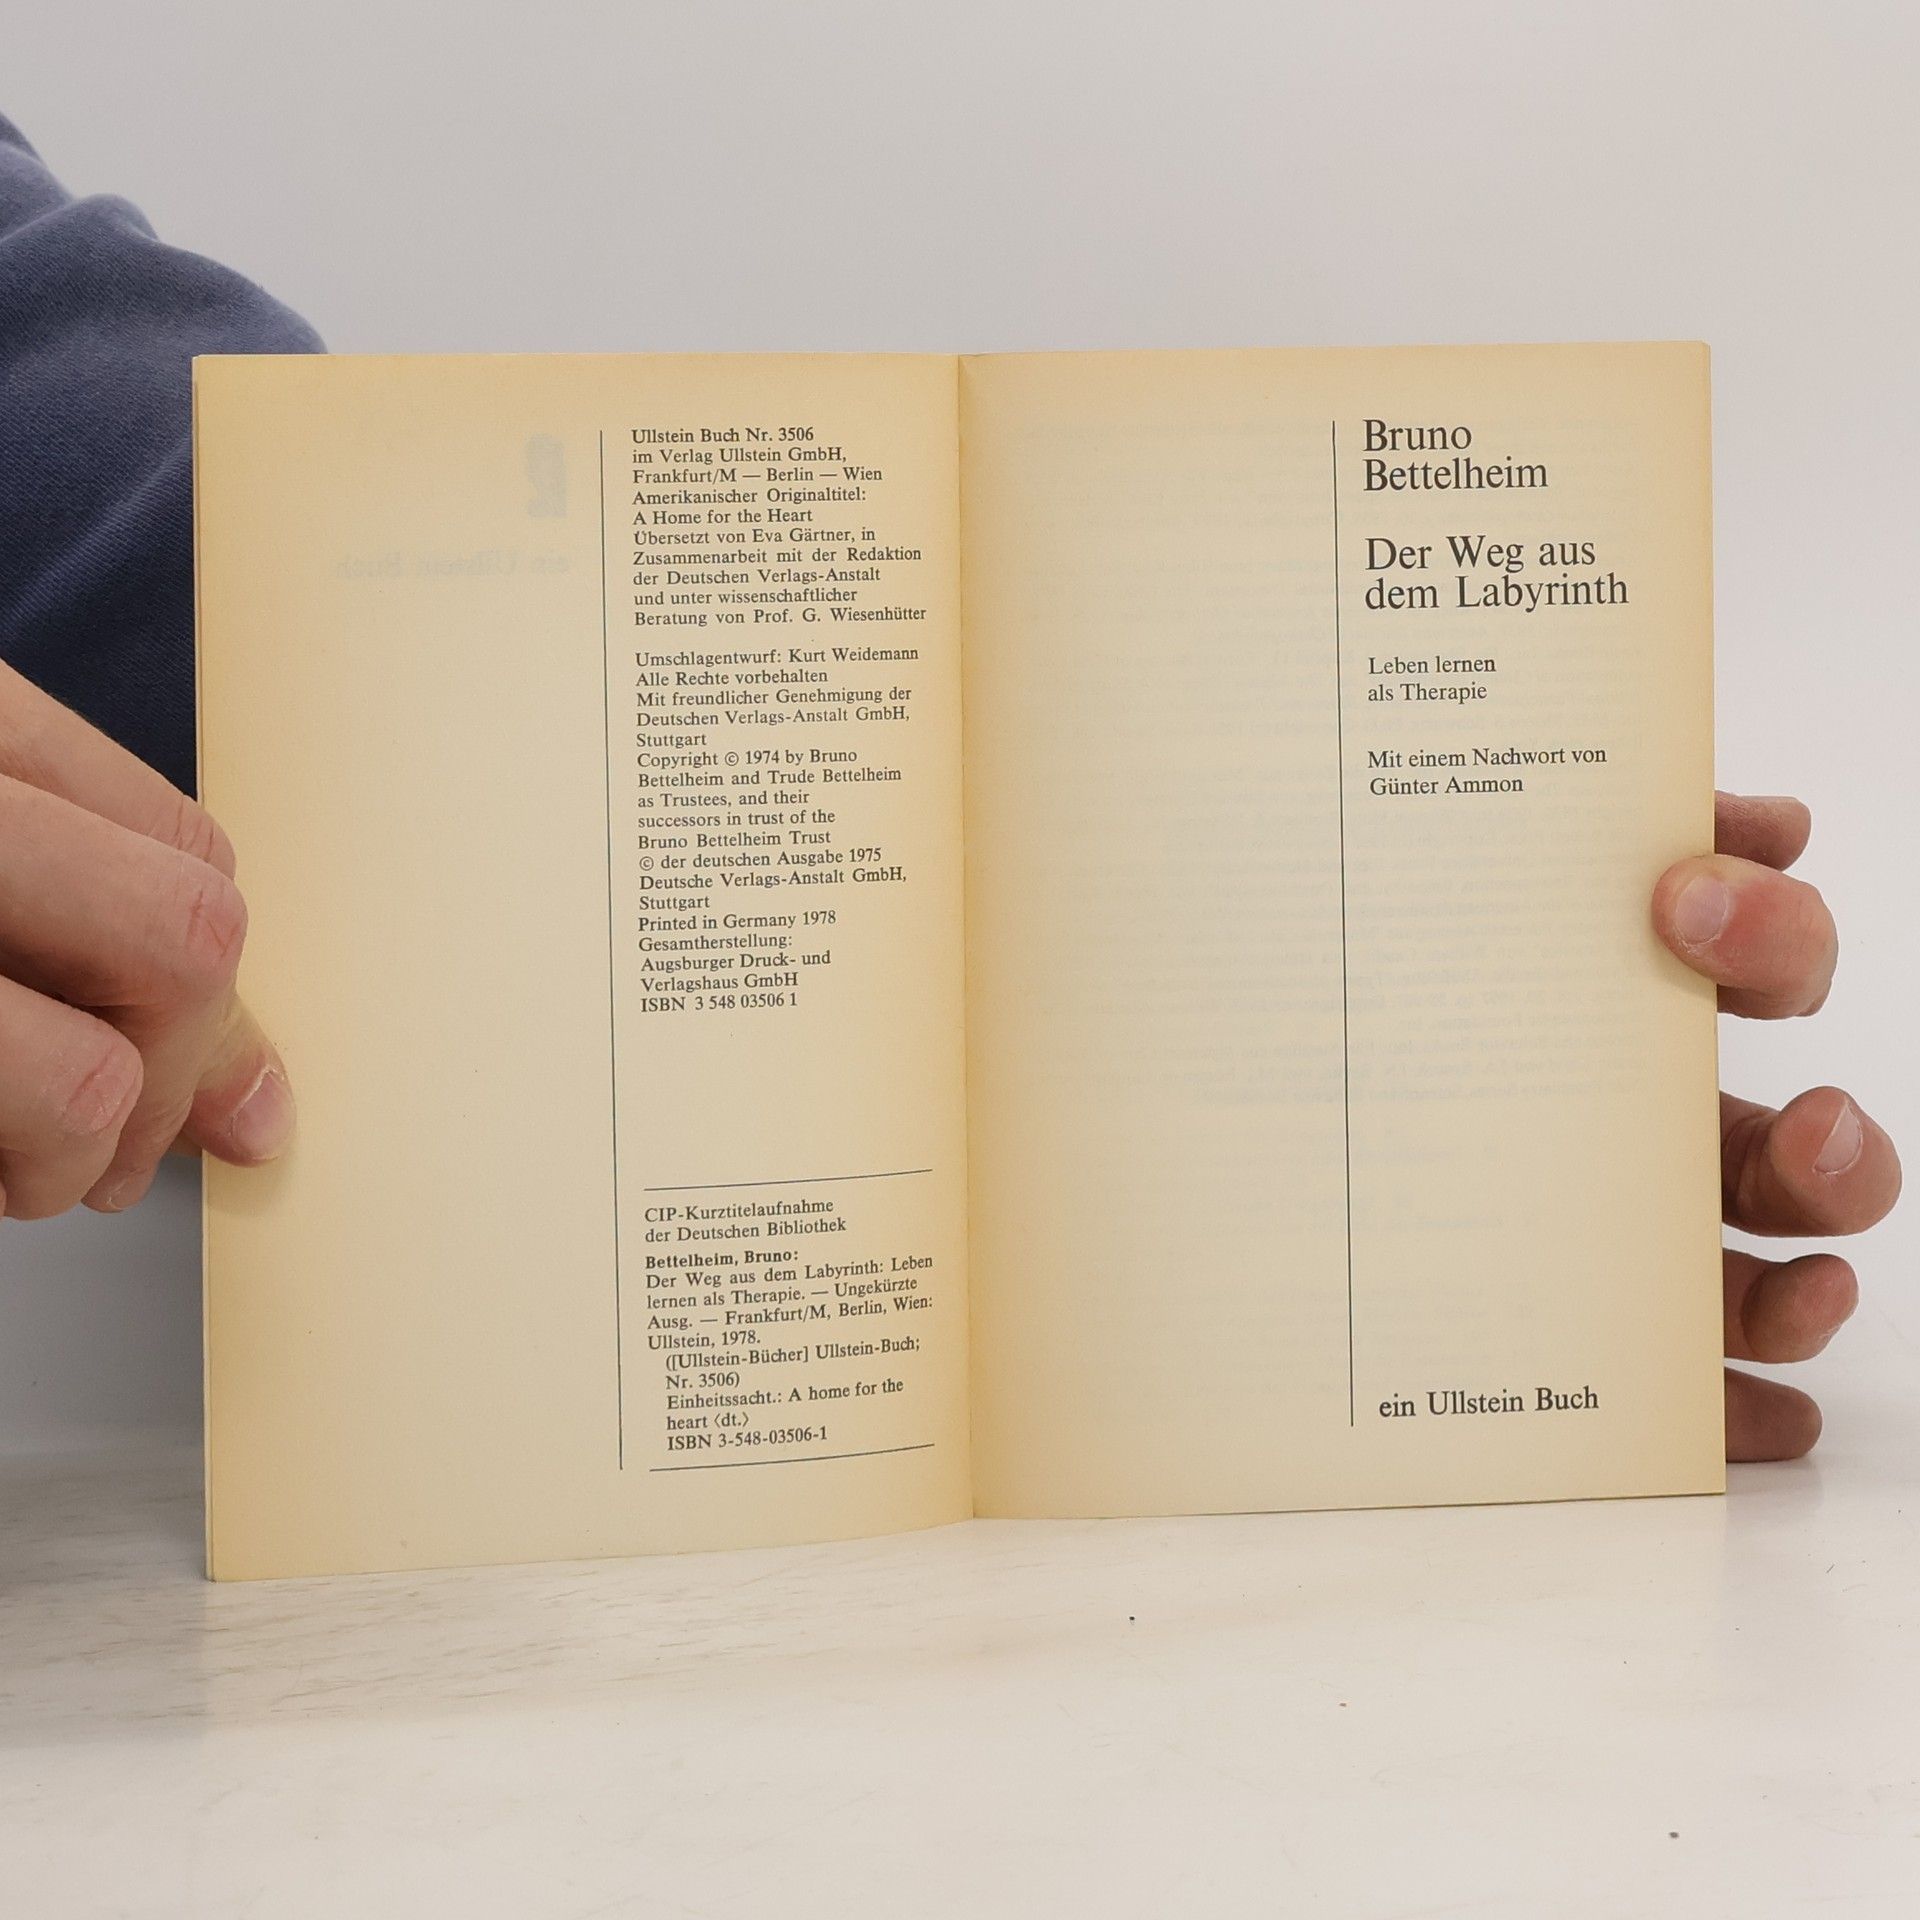 Ullstein Buch Nr. 3506
im Verlag Ullstein GmbH,
Frankfurt/M — Berlin — Wien
Amerikanischer Originaltitel:
A Home for the Heart
Übersetzt von Eva Gärtner, in
Zusammenarbeit mit der Redaktion
der Deutschen Verlags-Anstalt
und unter wissenschaftlicher
Beratung von Prof. G. Wiesenhütter
Umschlagentwurf: Kurt Weidemann
Alle Rechte vorbehalten
Mit freundlicher Genehmigung der
Deutschen Verlags-Anstalt GmbH,
Stuttgart
Copyright © 1974 by Bruno
Bettelheim and Trude Bettelheim
as Trustees, and their
successors in trust of the
Bruno Bettelheim Trust
© der deutschen Ausgabe 1975
Deutsche Verlags-Anstalt GmbH,
Stuttgart
Printed in Germany 1978
Gesamtherstellung:
Augsburger Druck- und
Verlagshaus GmbH
ISBN 3 548 03506 1
CIP-Kurztitelaufnahme
der Deutschen Bibliothek
Bettelheim, Bruno:
Der Weg aus dem Labyrinth: Leben
lernen als Therapie. — Ungekürzte
Ausg. — Frankfurt/M, Berlin, Wien:
Ullstein, 1978.
([Ullstein-Bücher] Ullstein-Buch;
Nr. 3506)
Einheitssacht.: A home for the
heart ⟨dt.⟩
ISBN 3-548-03506-1
Bruno
Bettelheim
Der Weg aus
dem Labyrinth
Leben lernen
als Therapie
Mit einem Nachwort von
Günter Ammon
ein Ullstein Buch